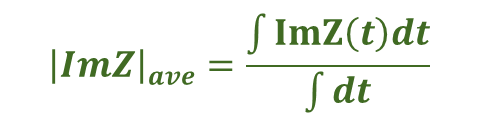 |ImZ|ave = ∫ ImZ(t)dt / ∫ dt